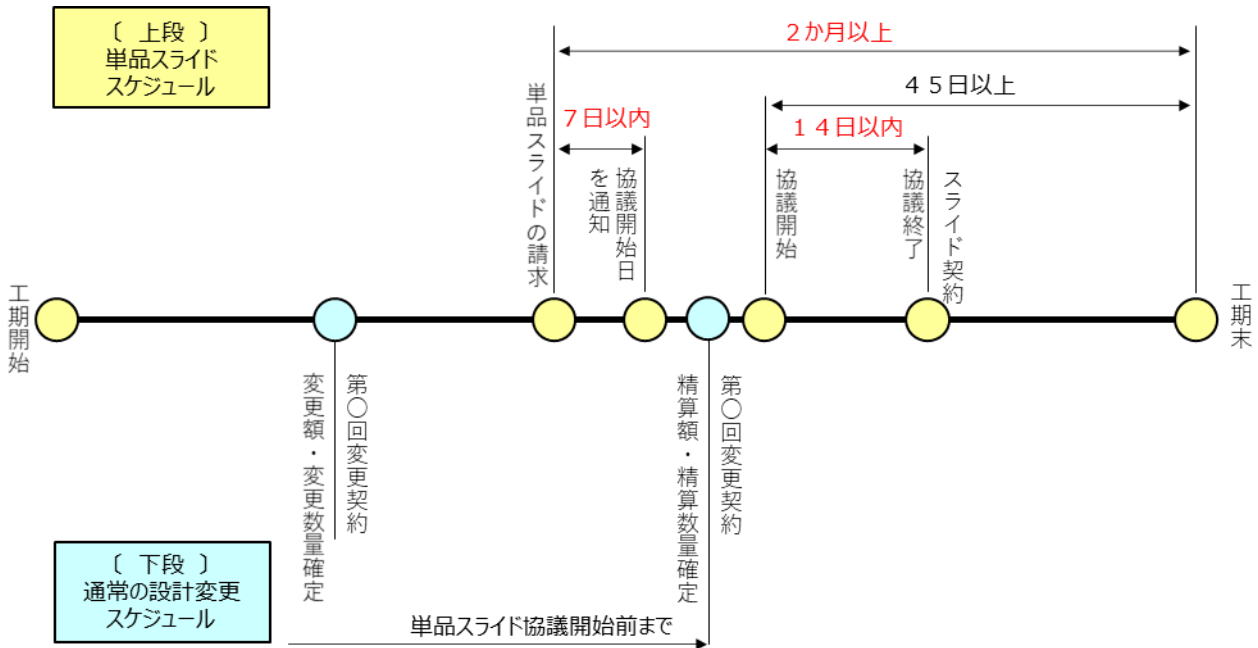 〔 上段 〕
単品スライド
スケジュール
２か月以上
４５日以上
７日以内
１４日以内
単品スライドの請求
協議開始日
を通知
協議開始
スライド契約
協議終了
工期開始
工期末
第〇回変更契約
変更額・変更数量確定
第〇回変更契約
精算額・精算数量確定
〔 下段 〕
通常の設計変更
スケジュール
単品スライド協議開始前まで